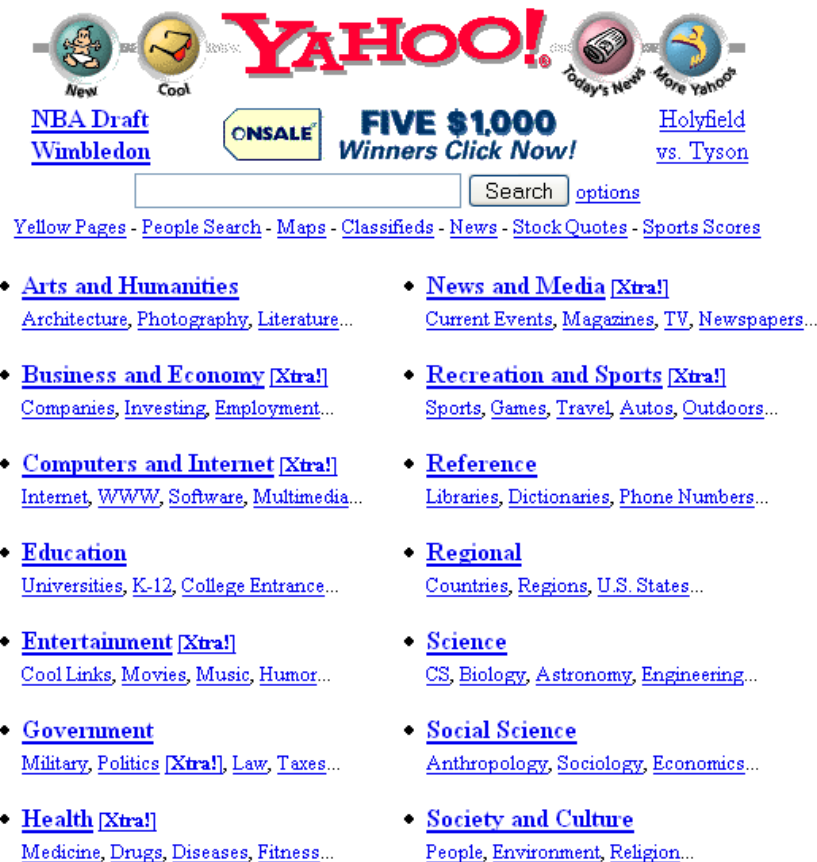 YAHOO!
New
Cool
Today's News
More Yahoos
NBA Draft
Wimbledon
ONSALE
FIVE $1,000
Winners Click Now!
Holyfield
vs. Tyson
Search options
Yellow Pages - People Search - Maps - Classifieds - News - Stock Quotes - Sports Scores
Arts and Humanities
Architecture, Photography, Literature...
Business and Economy [Xtra!]
Companies, Investing, Employment...
Computers and Internet [Xtra!]
Internet, WWW, Software, Multimedia...
Education
Universities, K-12, College Entrance...
Entertainment [Xtra!]
Cool Links, Movies, Music, Humor...
Government
Military, Politics [Xtra!], Law, Taxes...
Health [Xtra!]
Medicine, Drugs, Diseases, Fitness...
News and Media [Xtra!]
Current Events, Magazines, TV, Newspapers...
Recreation and Sports [Xtra!]
Sports, Games, Travel, Autos, Outdoors...
Reference
Libraries, Dictionaries, Phone Numbers...
Regional
Countries, Regions, U.S. States...
Science
CS, Biology, Astronomy, Engineering...
Social Science
Anthropology, Sociology, Economics...
Society and Culture
People, Environment, Religion...